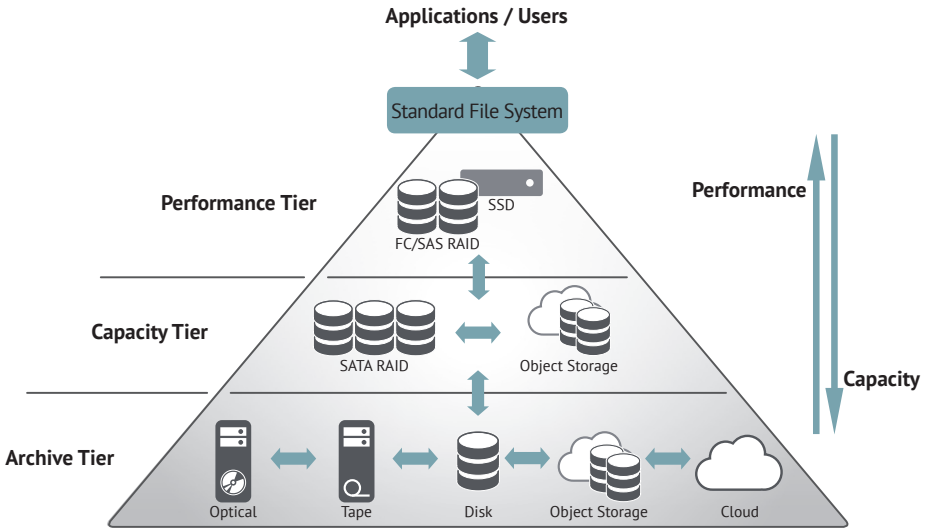 Applications / Users
Standard File System
Performance Tier
SSD
FC/SAS RAID
Performance
Capacity Tier
SATA RAID
Object Storage
Capacity
Archive Tier
Optical
Tape
Disk
Object Storage
Cloud